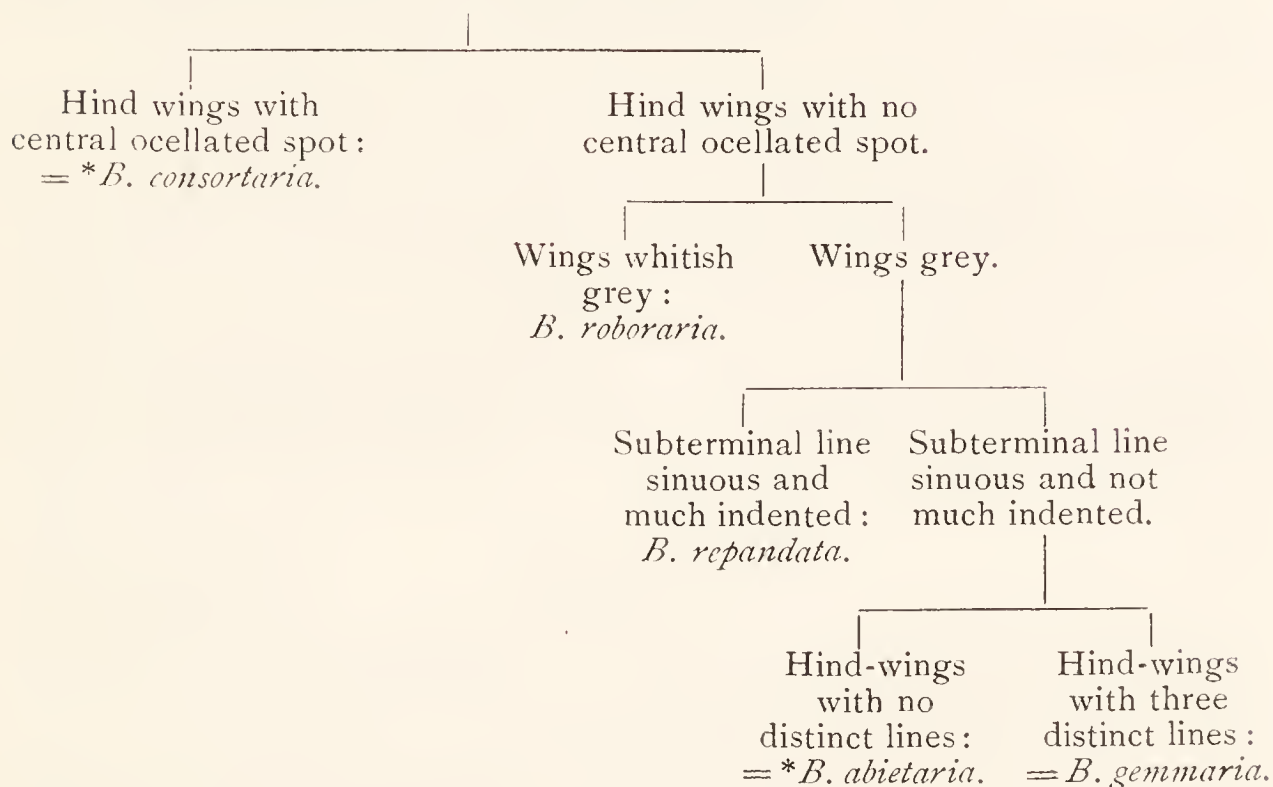 Hind wings with
central ocellated spot :
= *B. consortaria.
Hind wings with no
central ocellated spot.
Wings whitish
grey :
B. roboraria.
Wings grey.
Subterminal line
sinuous and
much indented :
B. repandata.
Subterminal line
sinuous and not
much indented.
Hind-wings
with no
distinct lines :
= *B. abietaria.
Hind-wings
with three
distinct lines :
= B. gemmaria.